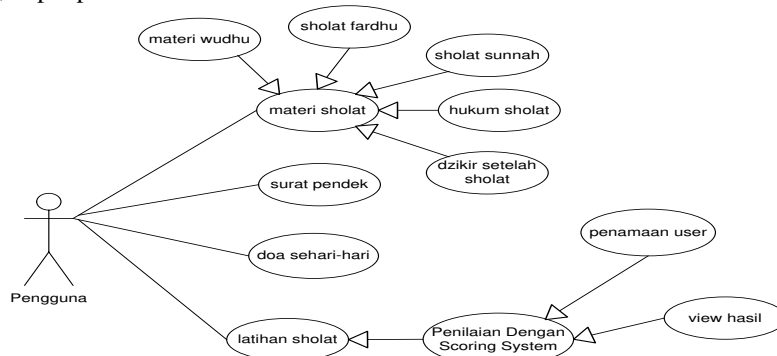 materi wudhu
sholat fardhu
sholat sunnah
materi sholat
hukum sholat
dzikir setelah
sholat
surat pendek
doa sehari-hari
penamaan user
Pengguna
latihan sholat
Penilaian Dengan
Scoring System
view hasil